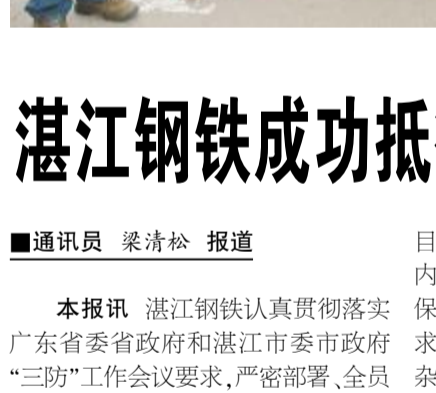 湛江钢铁成功抵
■通讯员 梁清松 报道
本报讯 湛江钢铁认真贯彻落实
广东省委省政府和湛江市委市政府
“三防”工作会议要求,严密部署、全员
目
内
保
求
杂